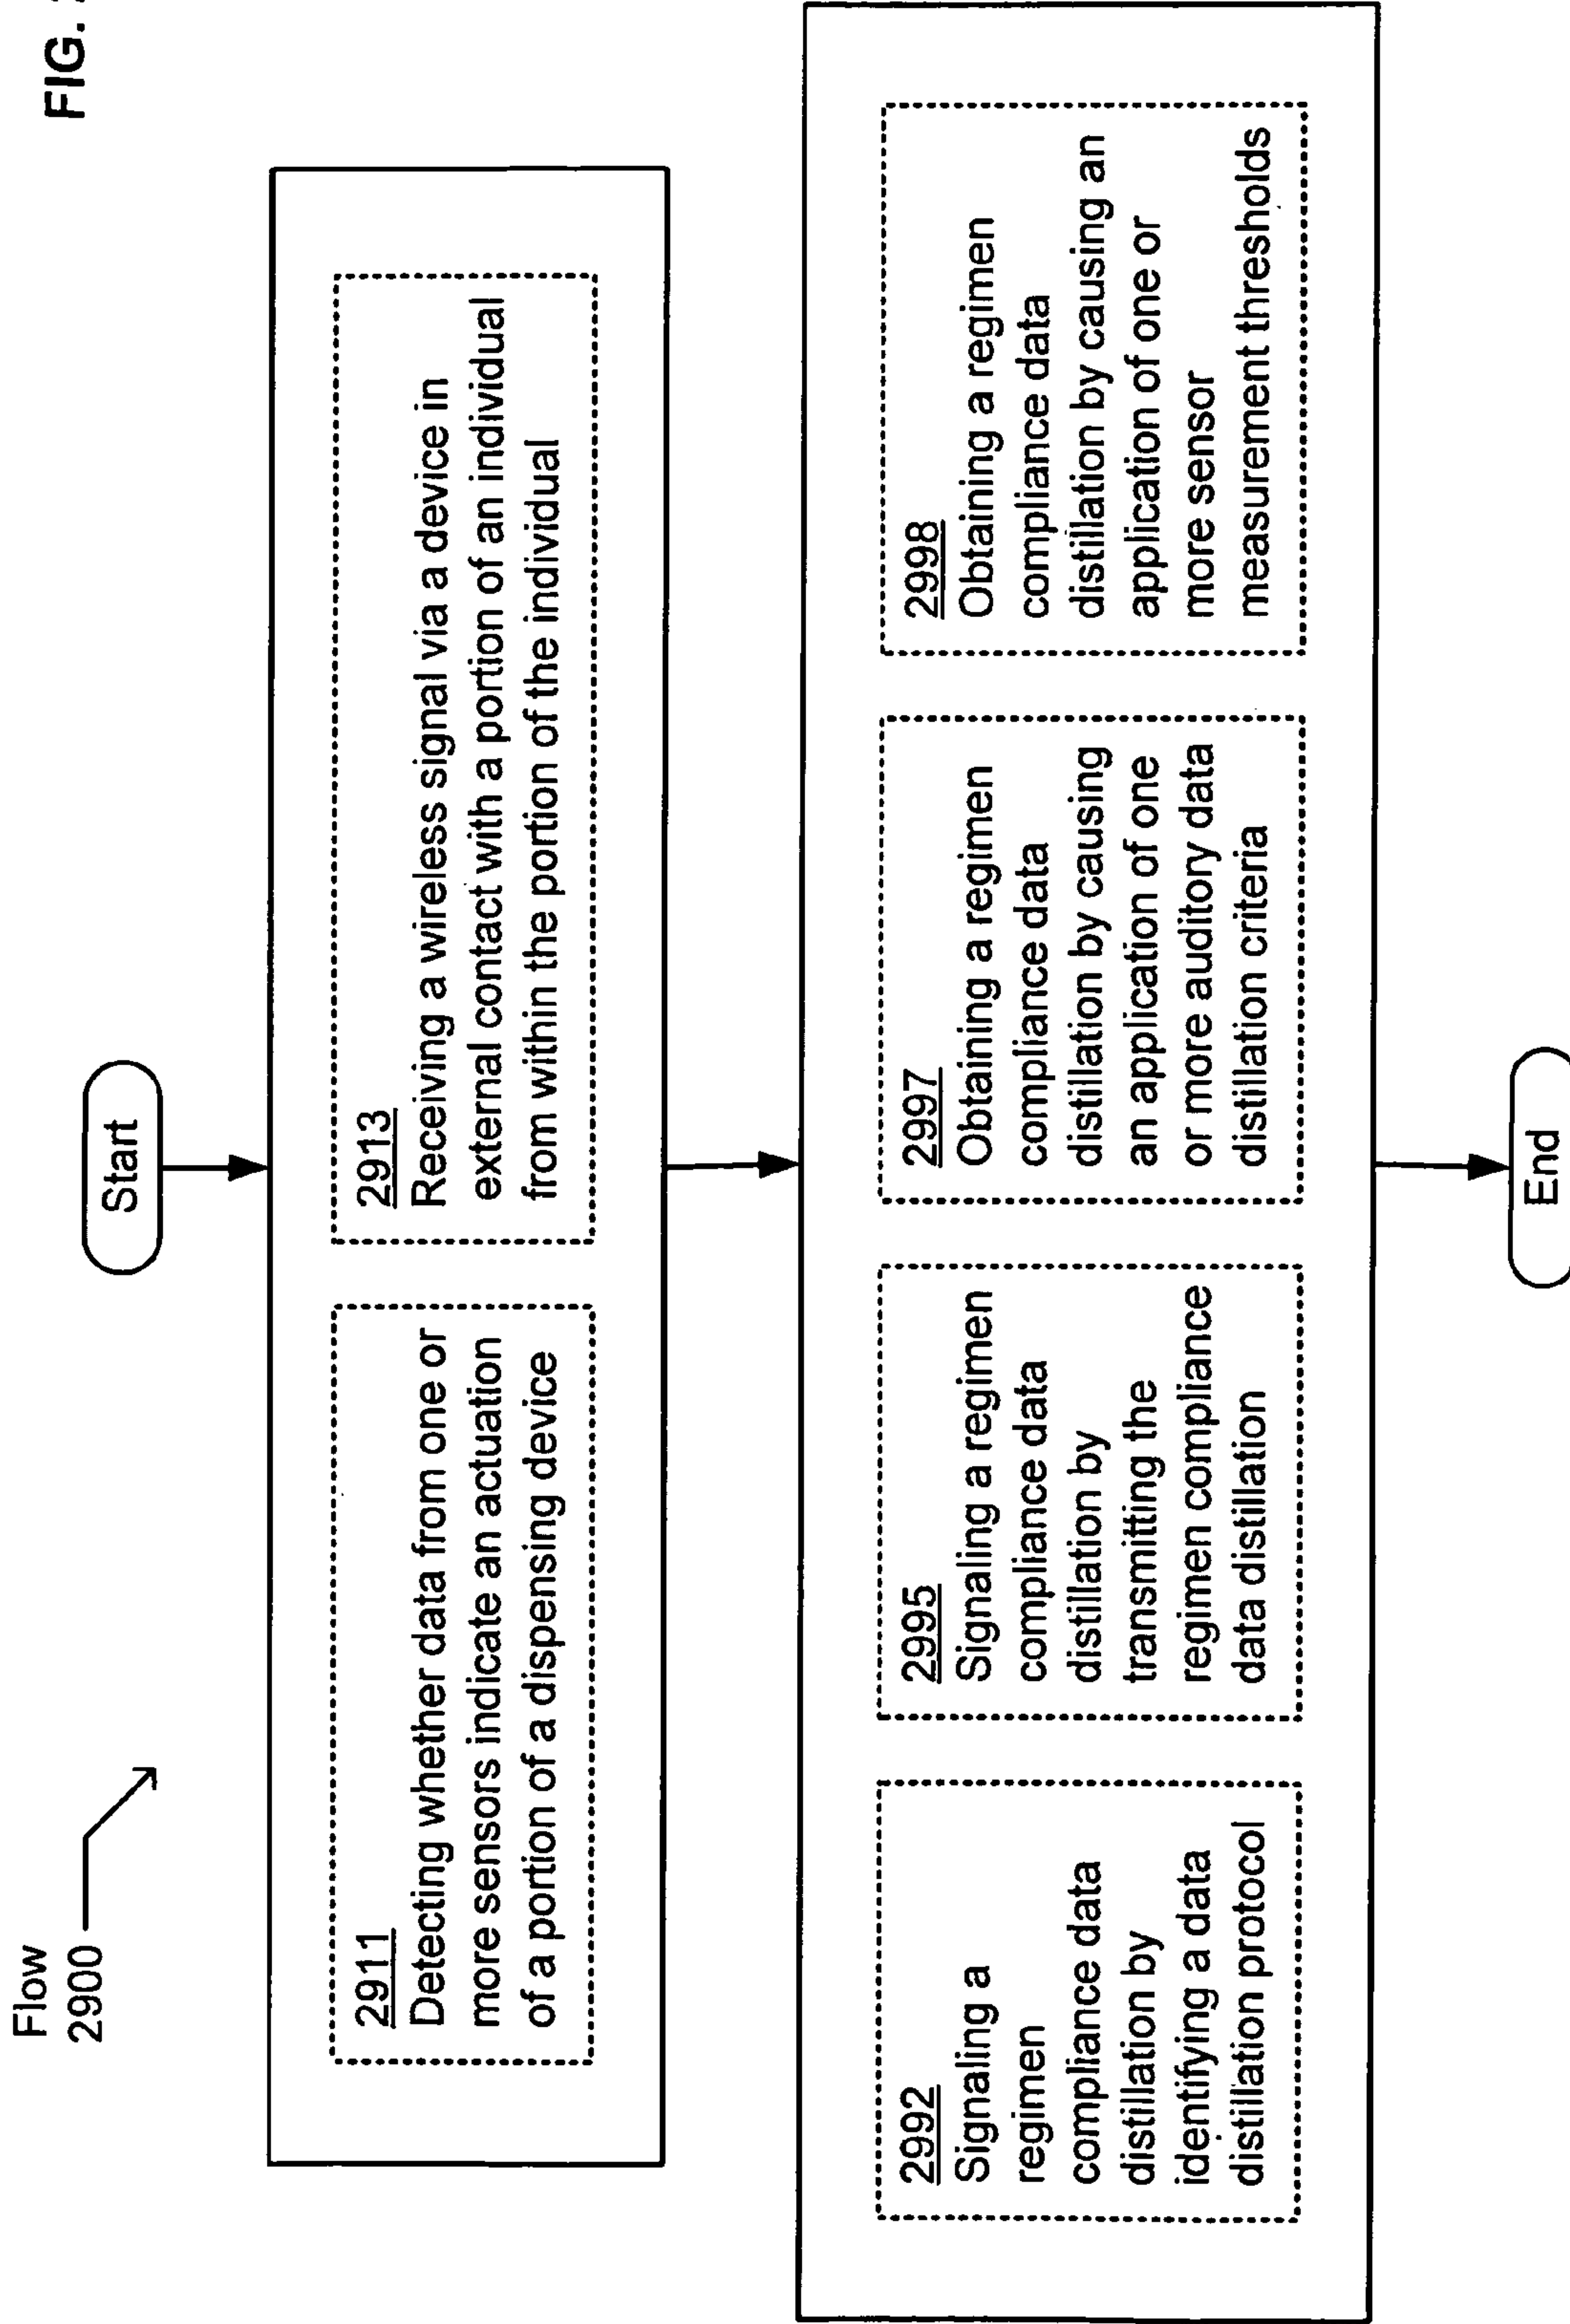 FIG.
Flow
2900
Start
2911
Detecting whether data from one or
more sensors indicate an actuation
of a portion of a dispensing device
2913
Receiving a wireless signal via a device in
external contact with a portion of an individual
from within the portion of the individual
2992
Signaling a
regimen
compliance data
distillation by
identifying a data
distillation protocol
2995
Signaling a regimen
compliance data
distillation by
transmitting the
regimen compliance
data distillation
2997
Obtaining a regimen
compliance data
distillation by causing
an application of one
or more auditory data
distillation criteria
2998
Obtaining a regimen
compliance data
distillation by causing an
application of one or
more sensor
measurement thresholds
End